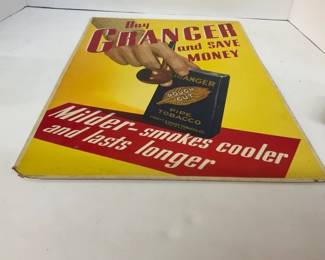 Buy
GRANGER
and SAVE
MONEY
GRANGER
ROUGH CUT
PIPE
TOBACCO
Milder-smokes cooler
and lasts longer